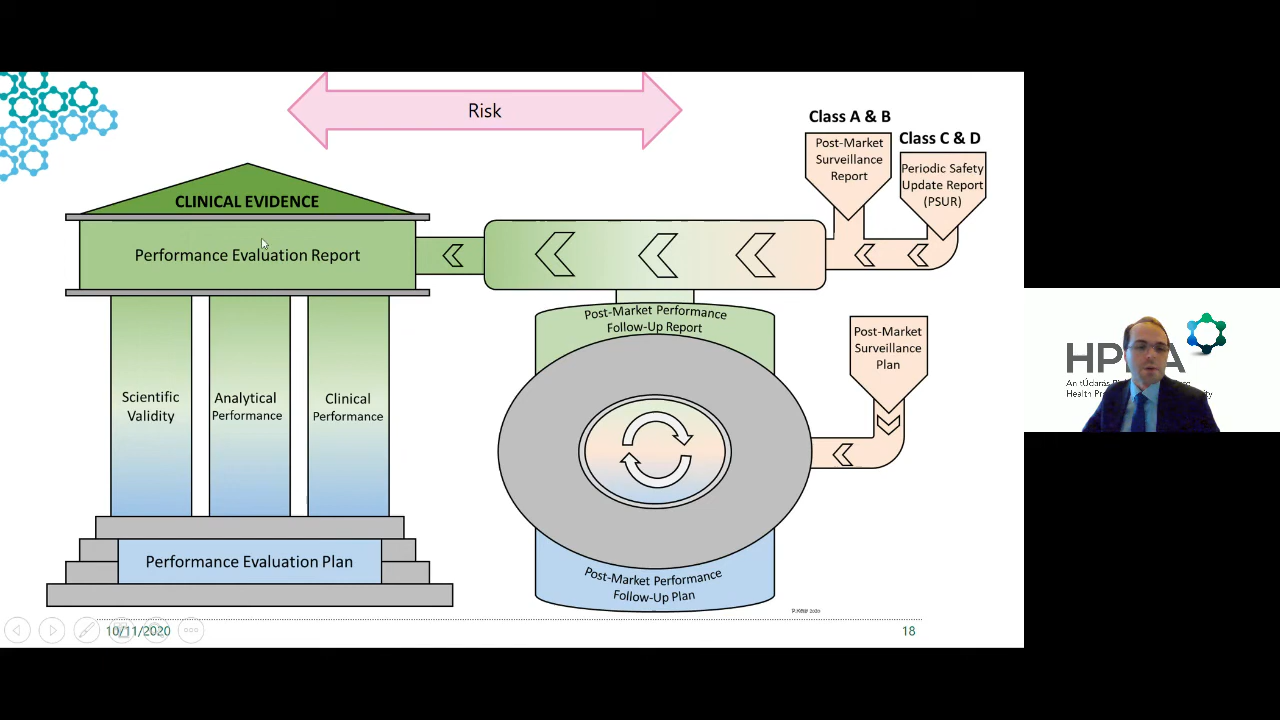 Risk
Class A & B
Post-Market
Surveillance
Report
Class C & D
Periodic Safety
Update Report
(PSUR)
CLINICAL EVIDENCE
Performance Evaluation Report
Post-Market Performance
Follow-Up Report
Post-Market
Surveillance
Plan
Scientific
Validity
Analytical
Performance
Clinical
Performance
Performance Evaluation Plan
Post-Market Performance
Follow-Up Plan
10/11/2020
18
An tÚdarás
Health